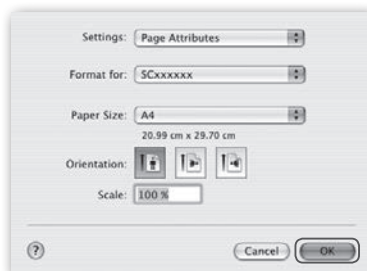 Settings: Page Attributes
Format for: SCxxxxxx
Paper Size: A4
20.99 cm x 29.70 cm
Orientation:
Scale: 100 %
? Cancel OK